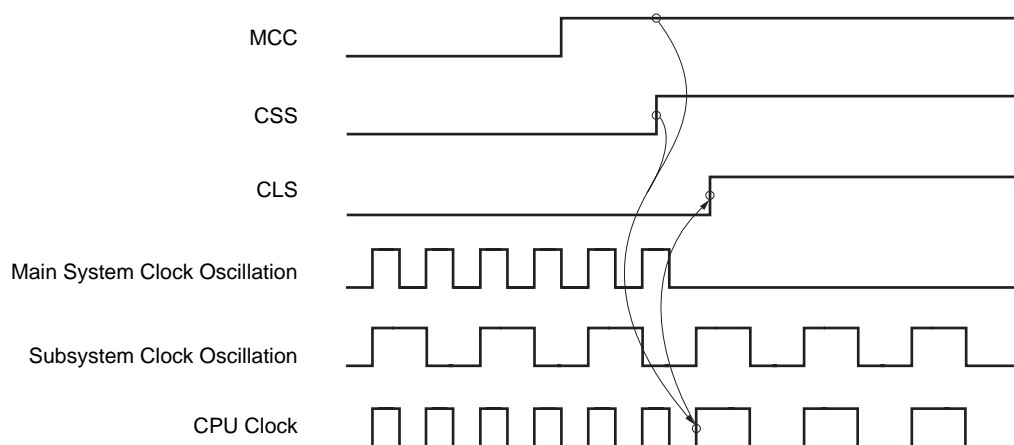 MCC
CSS
CLS
Main System Clock Oscillation
Subsystem Clock Oscillation
CPU Clock